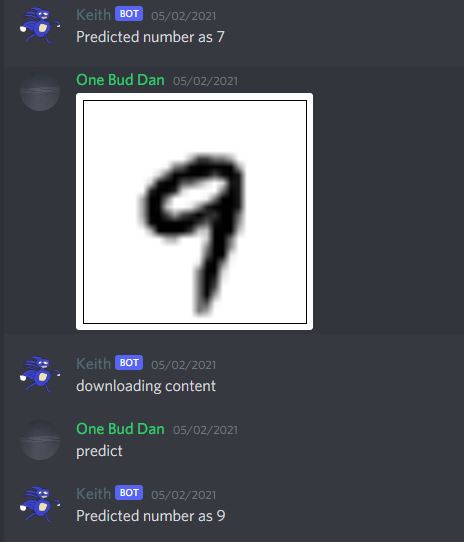 Keith BOT 05/02/2021
Predicted number as 7
One Bud Dan 05/02/2021
9
Keith BOT 05/02/2021
downloading content
One Bud Dan 05/02/2021
predict
Keith BOT 05/02/2021
Predicted number as 9